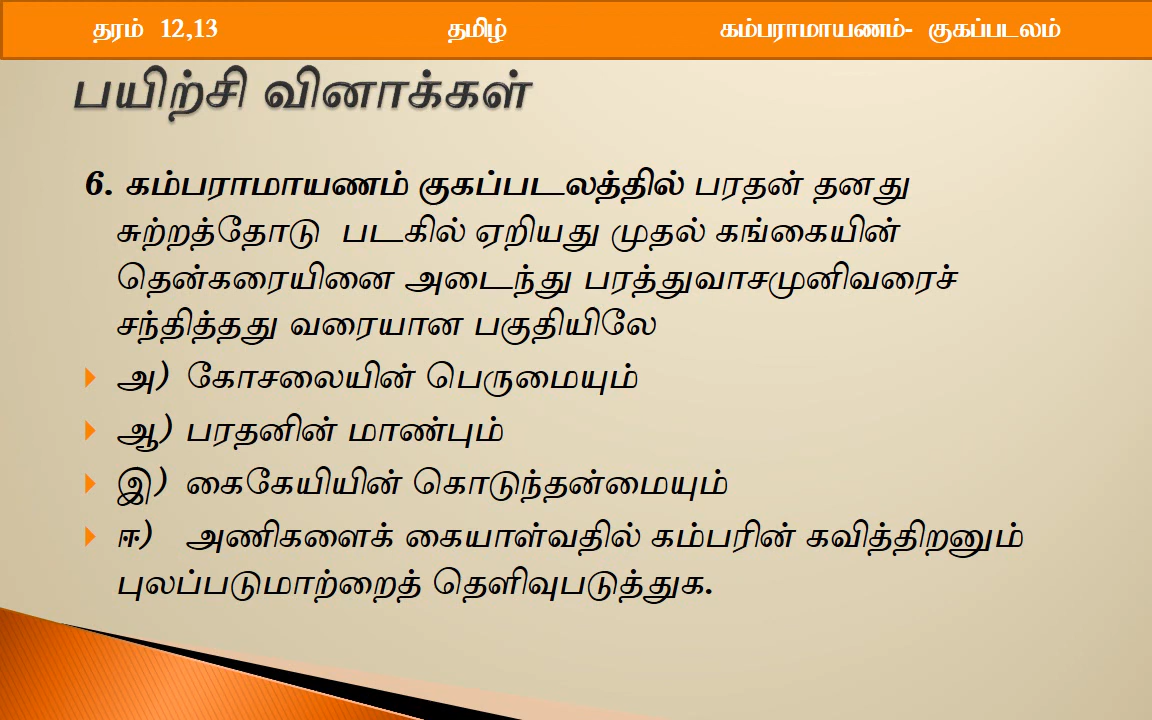 தரம் 12,13 தமிழ் கம்பராமாயணம்- குகப்படலம்
பயிற்சி வினாக்கள்
6. கம்பராமாயணம் குகப்படலத்தில் பரதன் தனது
சுற்றத்தோடு படகில் ஏறியது முதல் கங்கையின்
தென்கரையினை அடைந்து பரத்துவாசமுனிவரைச்
சந்தித்தது வரையான பகுதியிலே
அ) கோசலையின் பெருமையும்
ஆ) பரதனின் மாண்பும்
இ) கைகேயியின் கொடுந்தன்மையும்
ஈ) அணிகளைக் கையாள்வதில் கம்பரின் கவித்திறனும்
புலப்படுமாற்றைத் தெளிவுபடுத்துக.